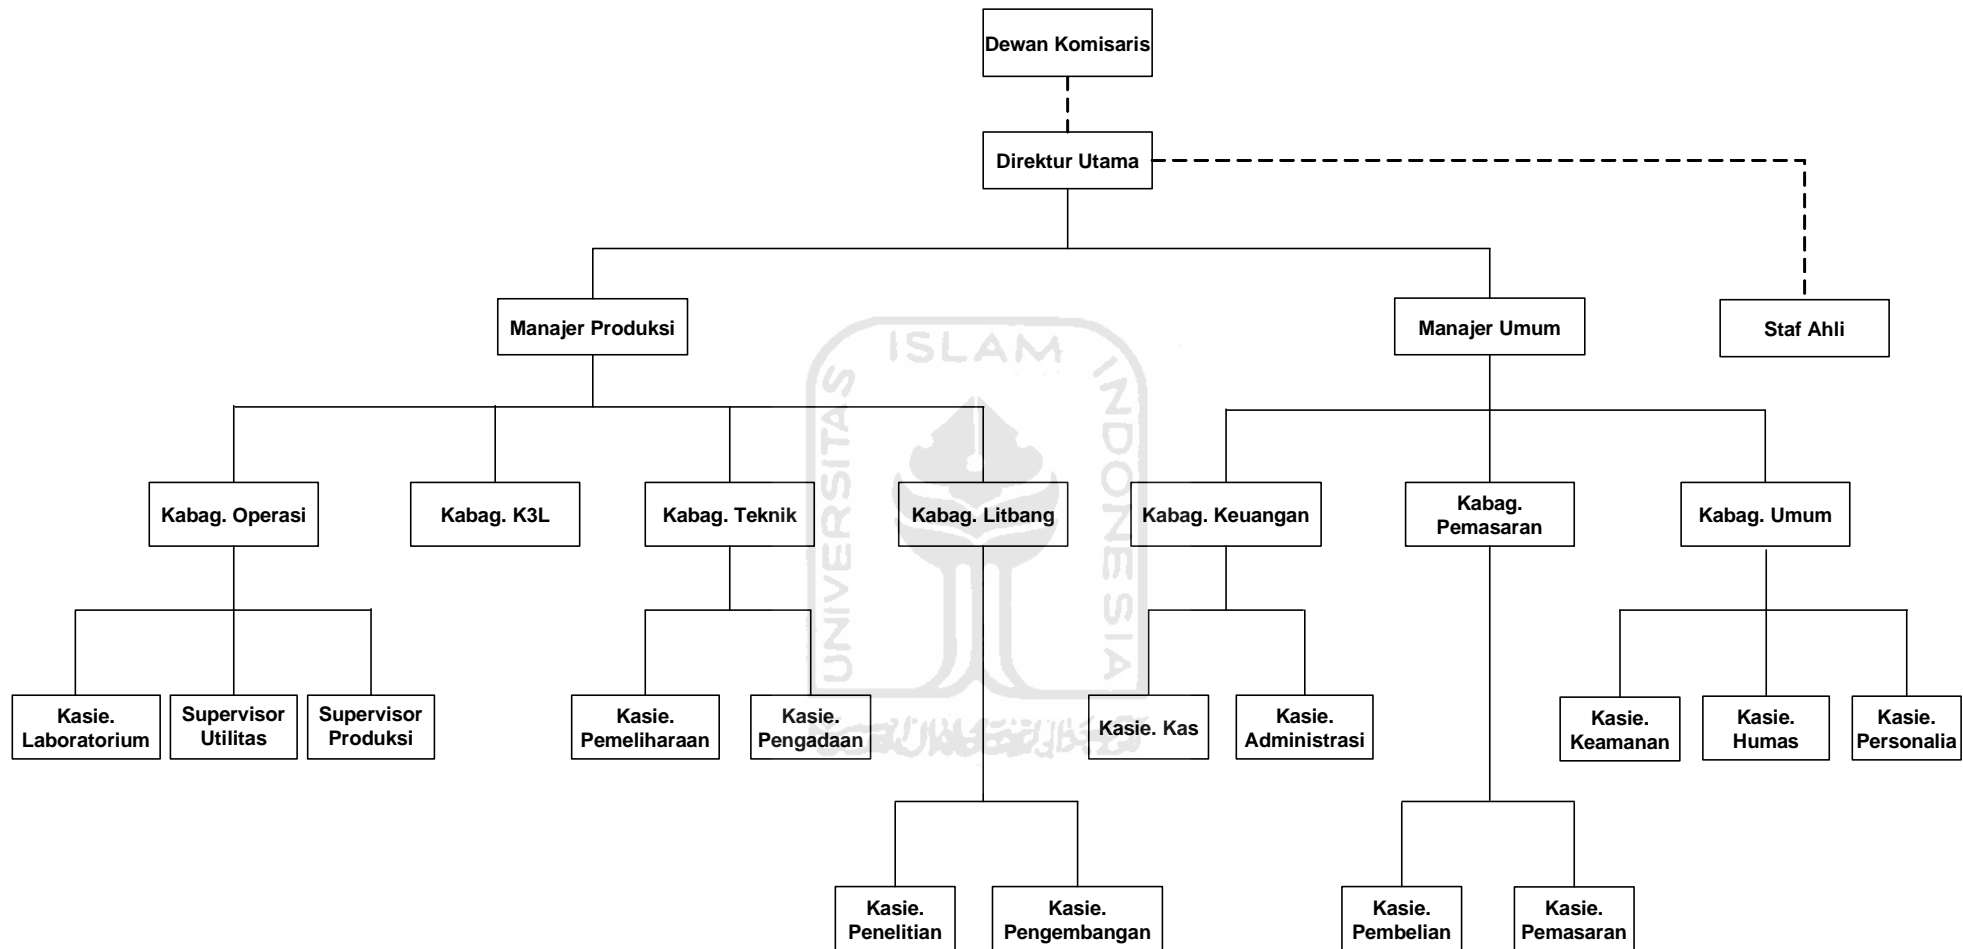 Dewan Komisaris
Direktur Utama
Manajer Produksi
Manajer Umum
Staf Ahli
ISLAM
UNIVERSITAS
INDONESIA
Kabag. Operasi
Kabag. K3L
Kabag. Teknik
Kabag. Litbang
Kabag. Keuangan
Kabag.
Pemasaran
Kabag. Umum
Kasie.
Laboratorium
Supervisor
Utilitas
Supervisor
Produksi
Kasie.
Pemeliharaan
Kasie.
Pengadaan
Kasie. Kas
Kasie.
Administrasi
Kasie.
Keamanan
Kasie.
Humas
Kasie.
Personalia
Kasie.
Penelitian
Kasie.
Pengembangan
Kasie.
Pembelian
Kasie.
Pemasaran